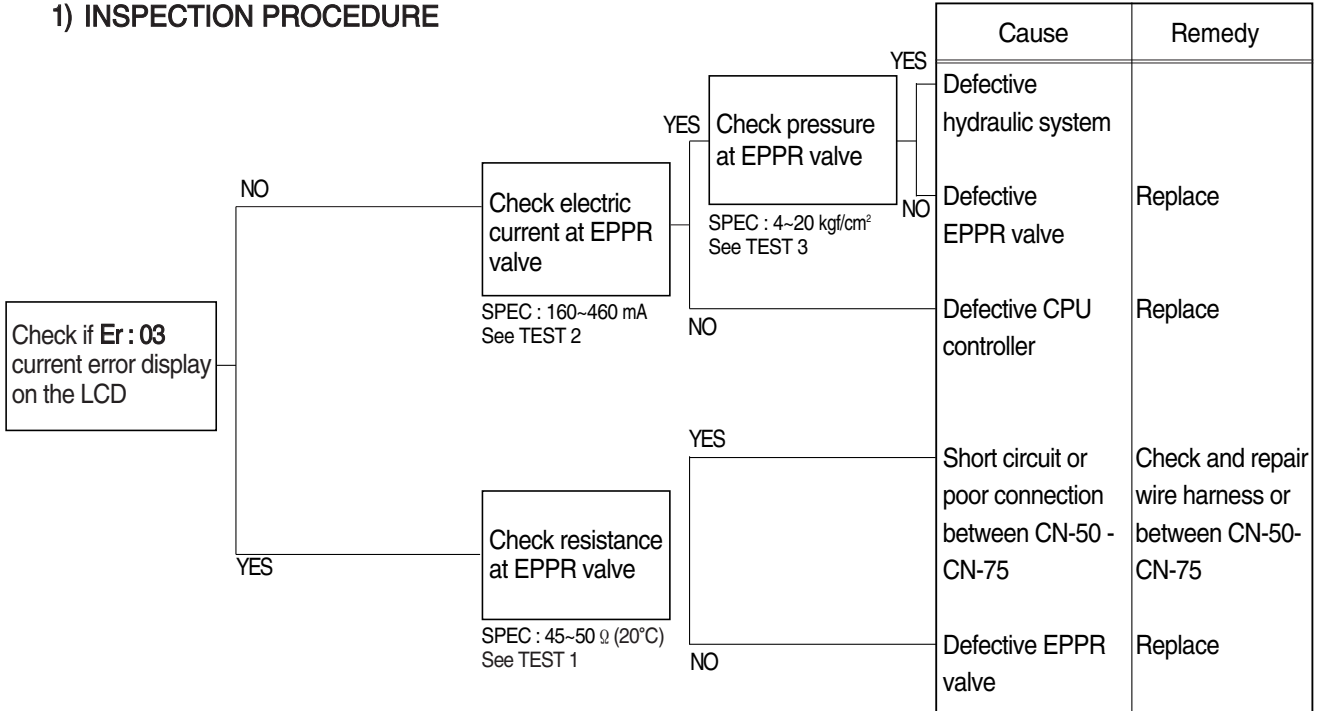 1) INSPECTION PROCEDURE
Cause
Remedy
YES
Defective
hydraulic system
YES
Check pressure
at EPPR valve
NO
Check electric
current at EPPR
valve
NO
Defective
EPPR valve
Replace
SPEC : 4~20 kgf/cm²
See TEST 3
SPEC : 160~460 mA
See TEST 2
NO
Defective CPU
controller
Replace
Check if Er : 03
current error display
on the LCD
YES
Short circuit or
poor connection
between CN-50 -
CN-75
Check and repair
wire harness or
between CN-50-
CN-75
YES
Check resistance
at EPPR valve
SPEC : 45~50 Ω (20°C)
See TEST 1
NO
Defective EPPR
valve
Replace